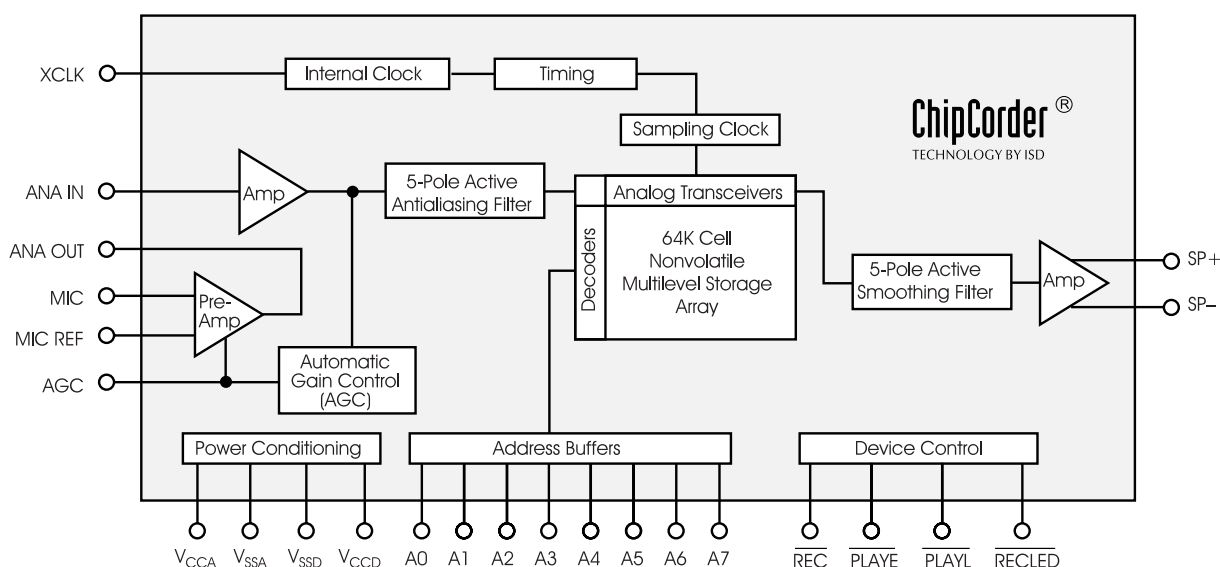 XCLK
Internal Clock
Timing
Sampling Clock
ChipCorder ®
TECHNOLOGY BY ISD
ANA IN
Amp
5-Pole Active
Antialiasing Filter
Analog Transceivers
Decoders
64K Cell
Nonvolatile
Multilevel Storage
Array
ANA OUT
MIC
Pre-
Amp
MIC REF
AGC
Automatic
Gain Control
(AGC)
5-Pole Active
Smoothing Filter
Amp
SP+
SP–
Power Conditioning
Address Buffers
Device Control
VCCA VSSA VSSD VCCD A0 A1 A2 A3 A4 A5 A6 A7 REC PLAYE PLAYL RECLED